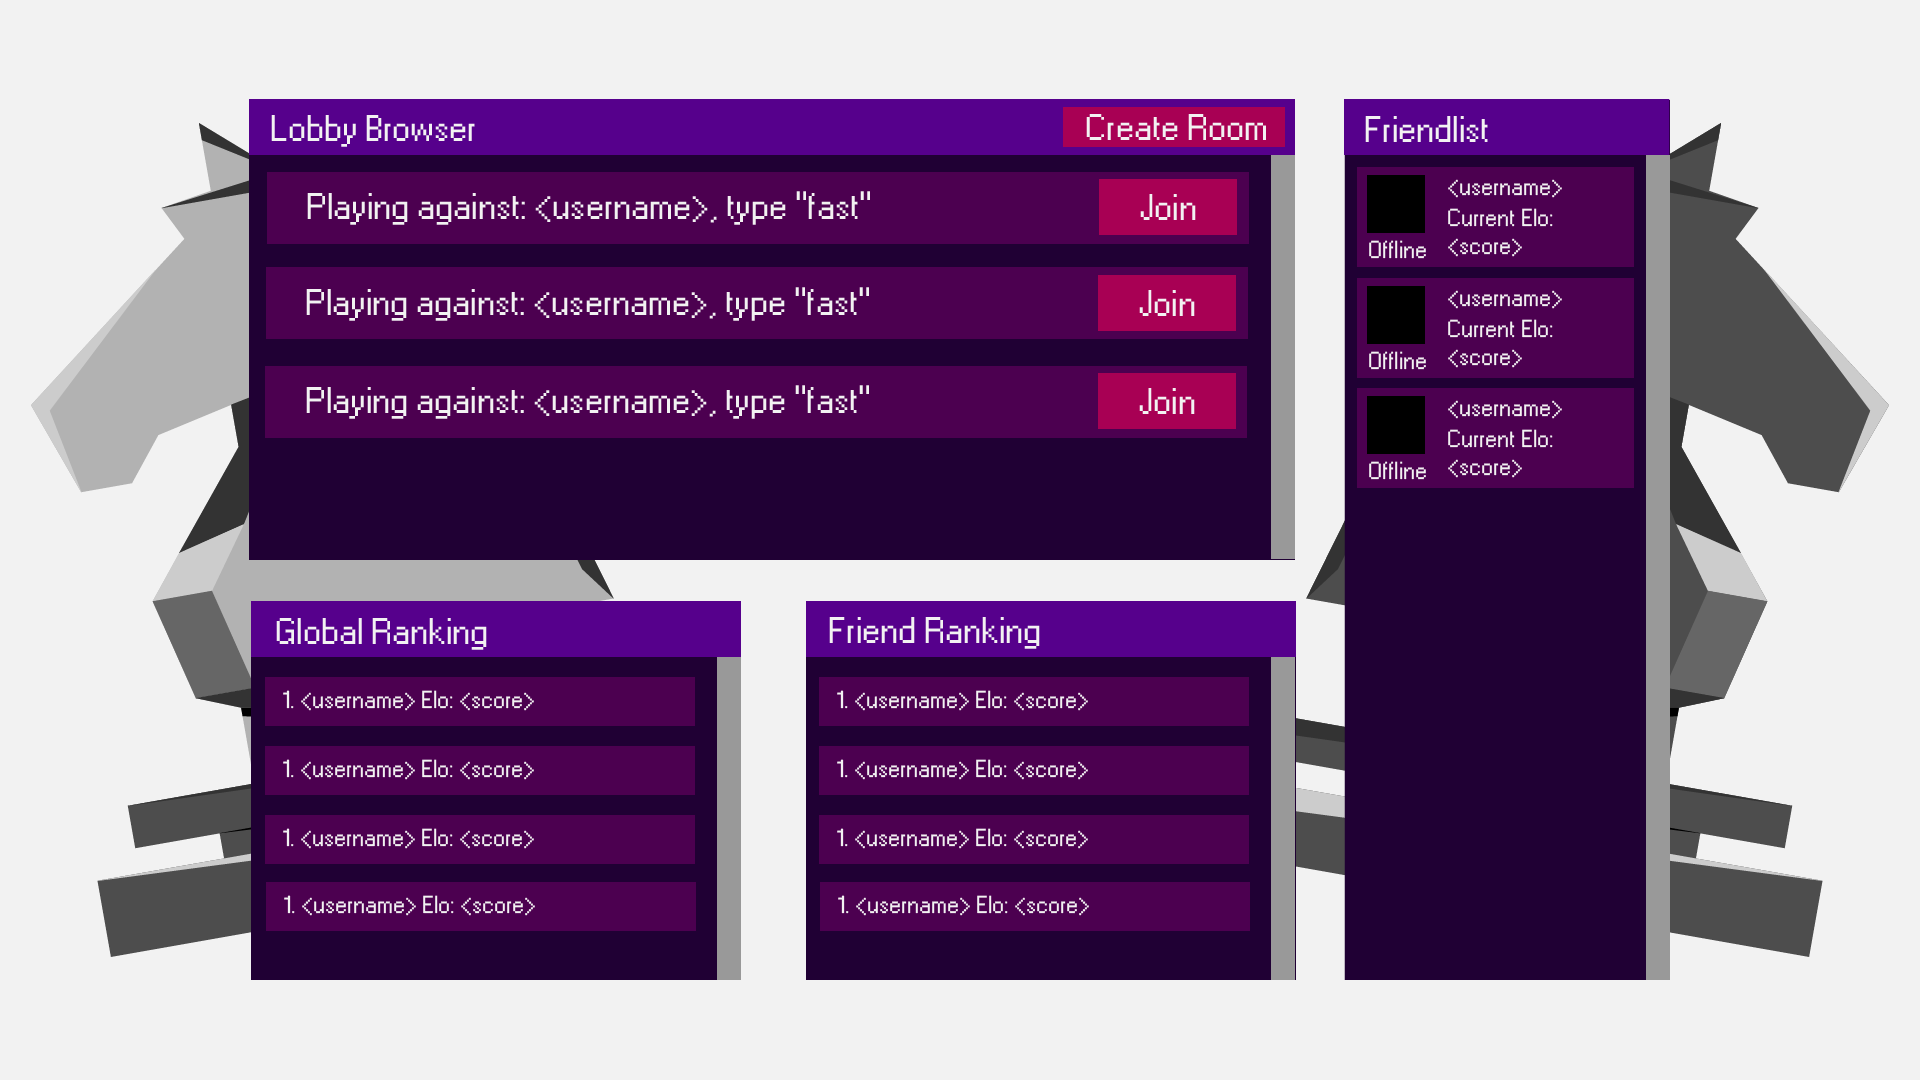 Lobby Browser
Create Room
Playing against: <username>, type "fast"
Join
Playing against: <username>, type "fast"
Join
Playing against: <username>, type "fast"
Join
Friendlist
<username>
Current Elo:
<score>
Offline
<username>
Current Elo:
<score>
Offline
<username>
Current Elo:
<score>
Offline
Global Ranking
1. <username> Elo: <score>
1. <username> Elo: <score>
1. <username> Elo: <score>
1. <username> Elo: <score>
Friend Ranking
1. <username> Elo: <score>
1. <username> Elo: <score>
1. <username> Elo: <score>
1. <username> Elo: <score>